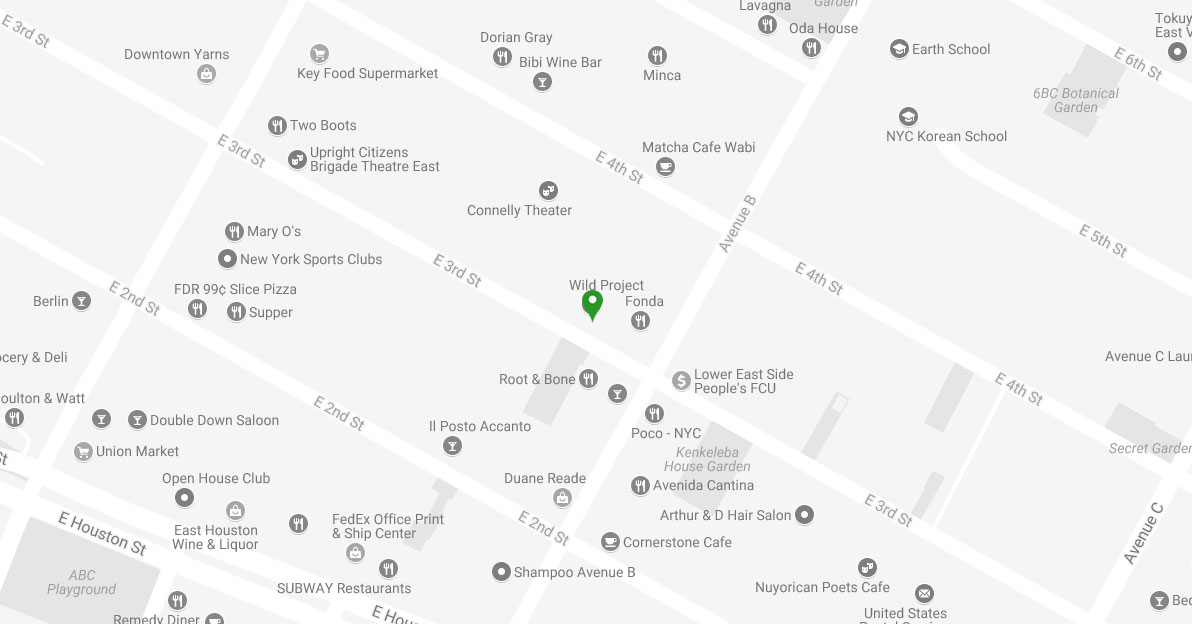 Lavagna
Garden
E 3rd St
Oda House
Tokuy
East V
Dorian Gray
Downtown Yarns
Earth School
Bibi Wine Bar
E 6th St
Key Food Supermarket
Minca
6BC Botanical
Garden
Two Boots
NYC Korean School
E 3rd St
Upright Citizens
Brigade Theatre East
Matcha Cafe Wabi
E 4th St
Connelly Theater
Avenue B
Mary O's
E 5th St
New York Sports Clubs
E 3rd St
E 4th St
FDR 99¢ Slice Pizza
Wild Project
E 2nd St
Berlin
Fonda
Supper
ocery & Deli
Avenue C Laun
Root & Bone
$
Lower East Side
People's FCU
E 4th St
oulton & Watt
E 2nd St
Double Down Saloon
Il Posto Accanto
Poco - NYC
Union Market
Kenkeleba
House Garden
Secret Garden
St
Open House Club
Duane Reade
Avenida Cantina
E 3rd St
Arthur & D Hair Salon
East Houston
Wine & Liquor
FedEx Office Print
& Ship Center
E 2nd St
E Houston St
Cornerstone Cafe
Avenue C
ABC
Playground
Shampoo Avenue B
SUBWAY Restaurants
Nuyorican Poets Cafe
Bed
E Hous
United States
Remedy Diner